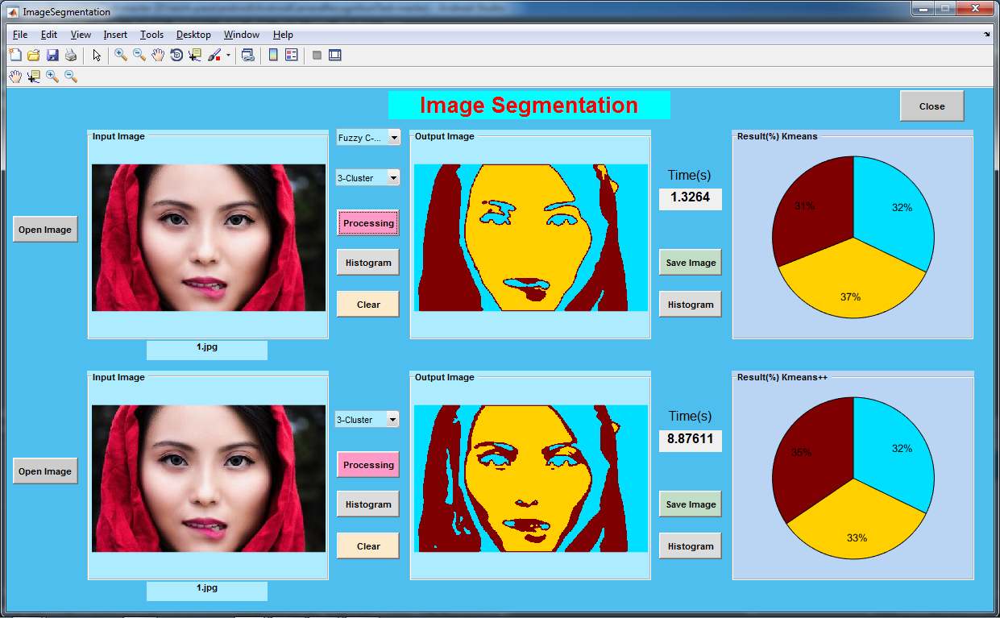 ImageSegmentation
File Edit View Insert Tools Desktop Window Help
Image Segmentation
Close
Input Image
Fuzzy C-...
Output Image
Result(%) Kmeans
3-Cluster
Time(s)
1.3264
31%
32%
Open Image
Processing
Histogram
Save Image
Clear
Histogram
37%
1.jpg
Input Image
Output Image
Result(%) Kmeans++
3-Cluster
Time(s)
8.87611
35%
32%
Open Image
Processing
Histogram
Save Image
Clear
Histogram
33%
1.jpg